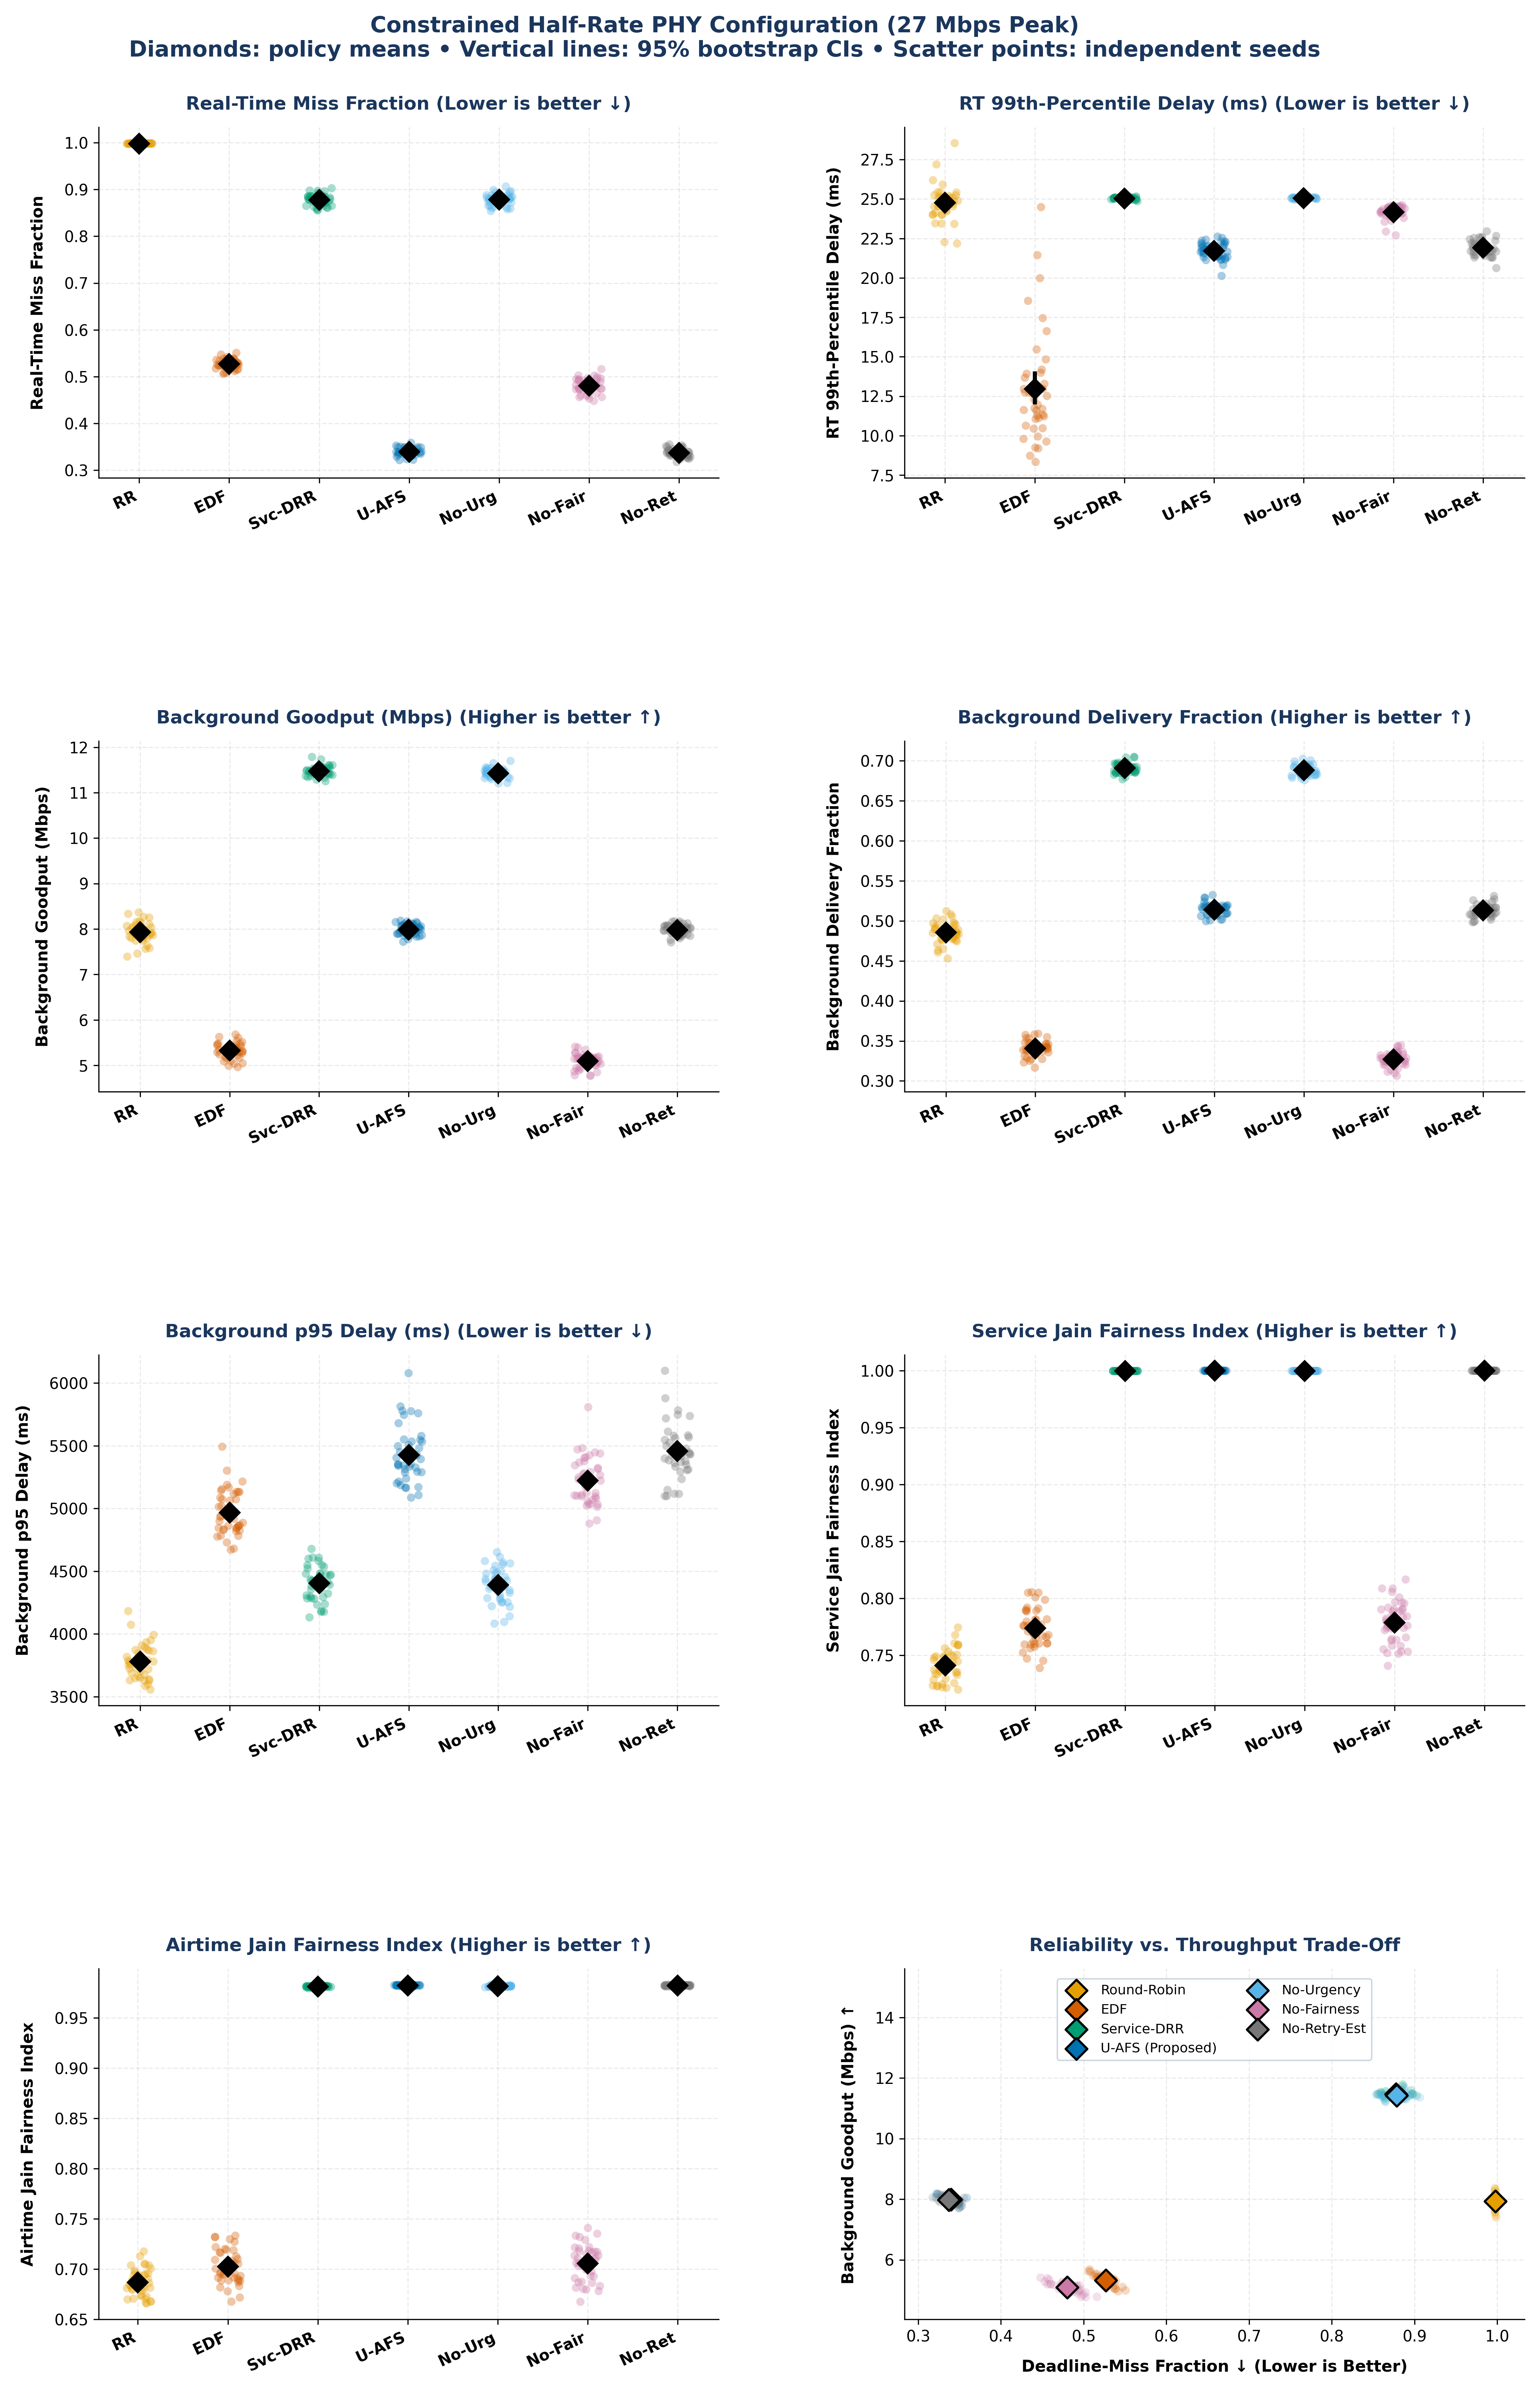 Constrained Half-Rate PHY Configuration (27 Mbps Peak)
Diamonds: policy means • Vertical lines: 95% bootstrap CIs • Scatter points: independent seeds
Real-Time Miss Fraction (Lower is better ↓)
Real-Time Miss Fraction
1.0
0.9
0.8
0.7
0.6
0.5
0.4
0.3
RR
EDF
Svc-DRR
U-AFS
No-Urg
No-Fair
No-Ret
RT 99th-Percentile Delay (ms) (Lower is better ↓)
RT 99th-Percentile Delay (ms)
27.5
25.0
22.5
20.0
17.5
15.0
12.5
10.0
7.5
RR
EDF
Svc-DRR
U-AFS
No-Urg
No-Fair
No-Ret
Background Goodput (Mbps) (Higher is better ↑)
Background Goodput (Mbps)
12
11
10
9
8
7
6
5
RR
EDF
Svc-DRR
U-AFS
No-Urg
No-Fair
No-Ret
Background Delivery Fraction (Higher is better ↑)
Background Delivery Fraction
0.70
0.65
0.60
0.55
0.50
0.45
0.40
0.35
0.30
RR
EDF
Svc-DRR
U-AFS
No-Urg
No-Fair
No-Ret
Background p95 Delay (ms) (Lower is better ↓)
Background p95 Delay (ms)
6000
5500
5000
4500
4000
3500
RR
EDF
Svc-DRR
U-AFS
No-Urg
No-Fair
No-Ret
Service Jain Fairness Index (Higher is better ↑)
Service Jain Fairness Index
1.00
0.95
0.90
0.85
0.80
0.75
RR
EDF
Svc-DRR
U-AFS
No-Urg
No-Fair
No-Ret
Airtime Jain Fairness Index (Higher is better ↑)
Airtime Jain Fairness Index
0.95
0.90
0.85
0.80
0.75
0.70
0.65
RR
EDF
Svc-DRR
U-AFS
No-Urg
No-Fair
No-Ret
Reliability vs. Throughput Trade-Off
Background Goodput (Mbps) ↑
14
12
10
8
6
Round-Robin
EDF
Service-DRR
U-AFS (Proposed)
No-Urgency
No-Fairness
No-Retry-Est
0.3
0.4
0.5
0.6
0.7
0.8
0.9
1.0
Deadline-Miss Fraction ↓ (Lower is Better)